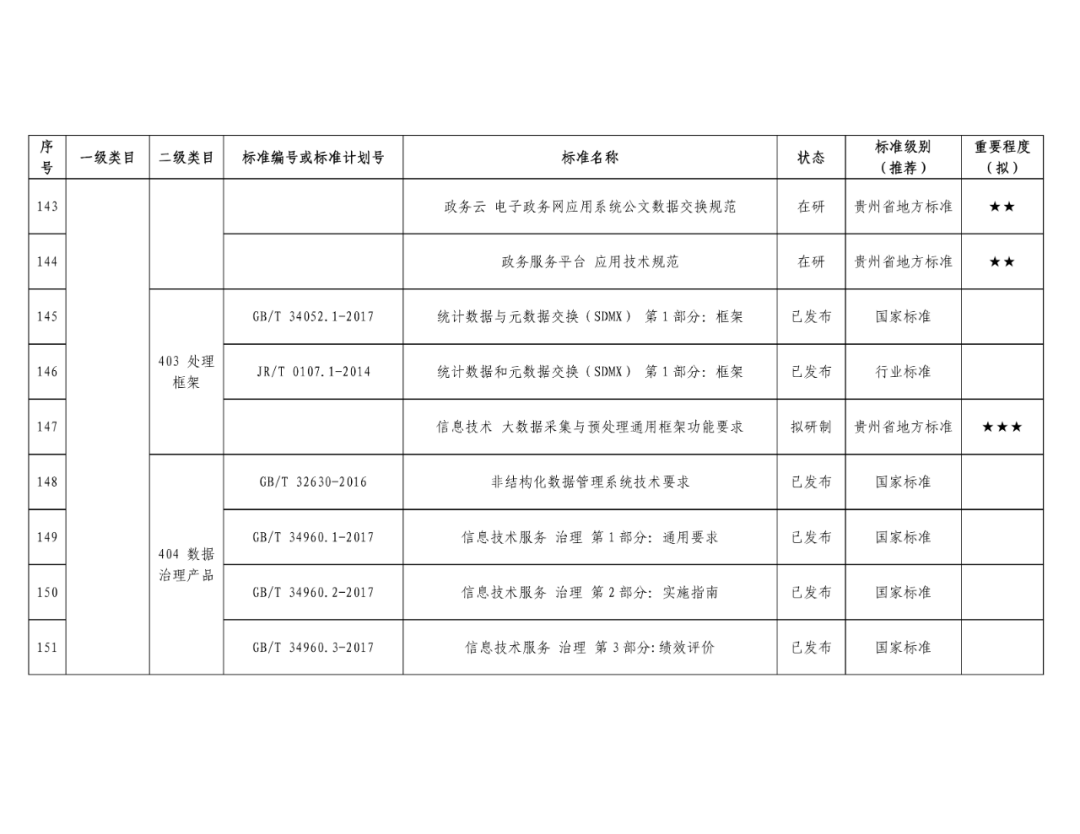 序号 一级类目 二级类目 标准编号或标准计划号 标准名称 状态 标准级别（推荐） 重要程度（拟）
143 政务云 电子政务网应用系统公文数据交换规范 在研 贵州省地方标准 ★★
144 政务服务平台 应用技术规范 在研 贵州省地方标准 ★★
403 处理框架
145 GB/T 34052.1-2017 统计数据与元数据交换（SDMX） 第1部分：框架 已发布 国家标准
146 JR/T 0107.1-2014 统计数据和元数据交换（SDMX） 第1部分：框架 已发布 行业标准
147 信息技术 大数据采集与预处理通用框架功能要求 拟研制 贵州省地方标准 ★★★
404 数据治理产品
148 GB/T 32630-2016 非结构化数据管理系统技术要求 已发布 国家标准
149 GB/T 34960.1-2017 信息技术服务 治理 第1部分：通用要求 已发布 国家标准
150 GB/T 34960.2-2017 信息技术服务 治理 第2部分：实施指南 已发布 国家标准
151 GB/T 34960.3-2017 信息技术服务 治理 第3部分:绩效评价 已发布 国家标准